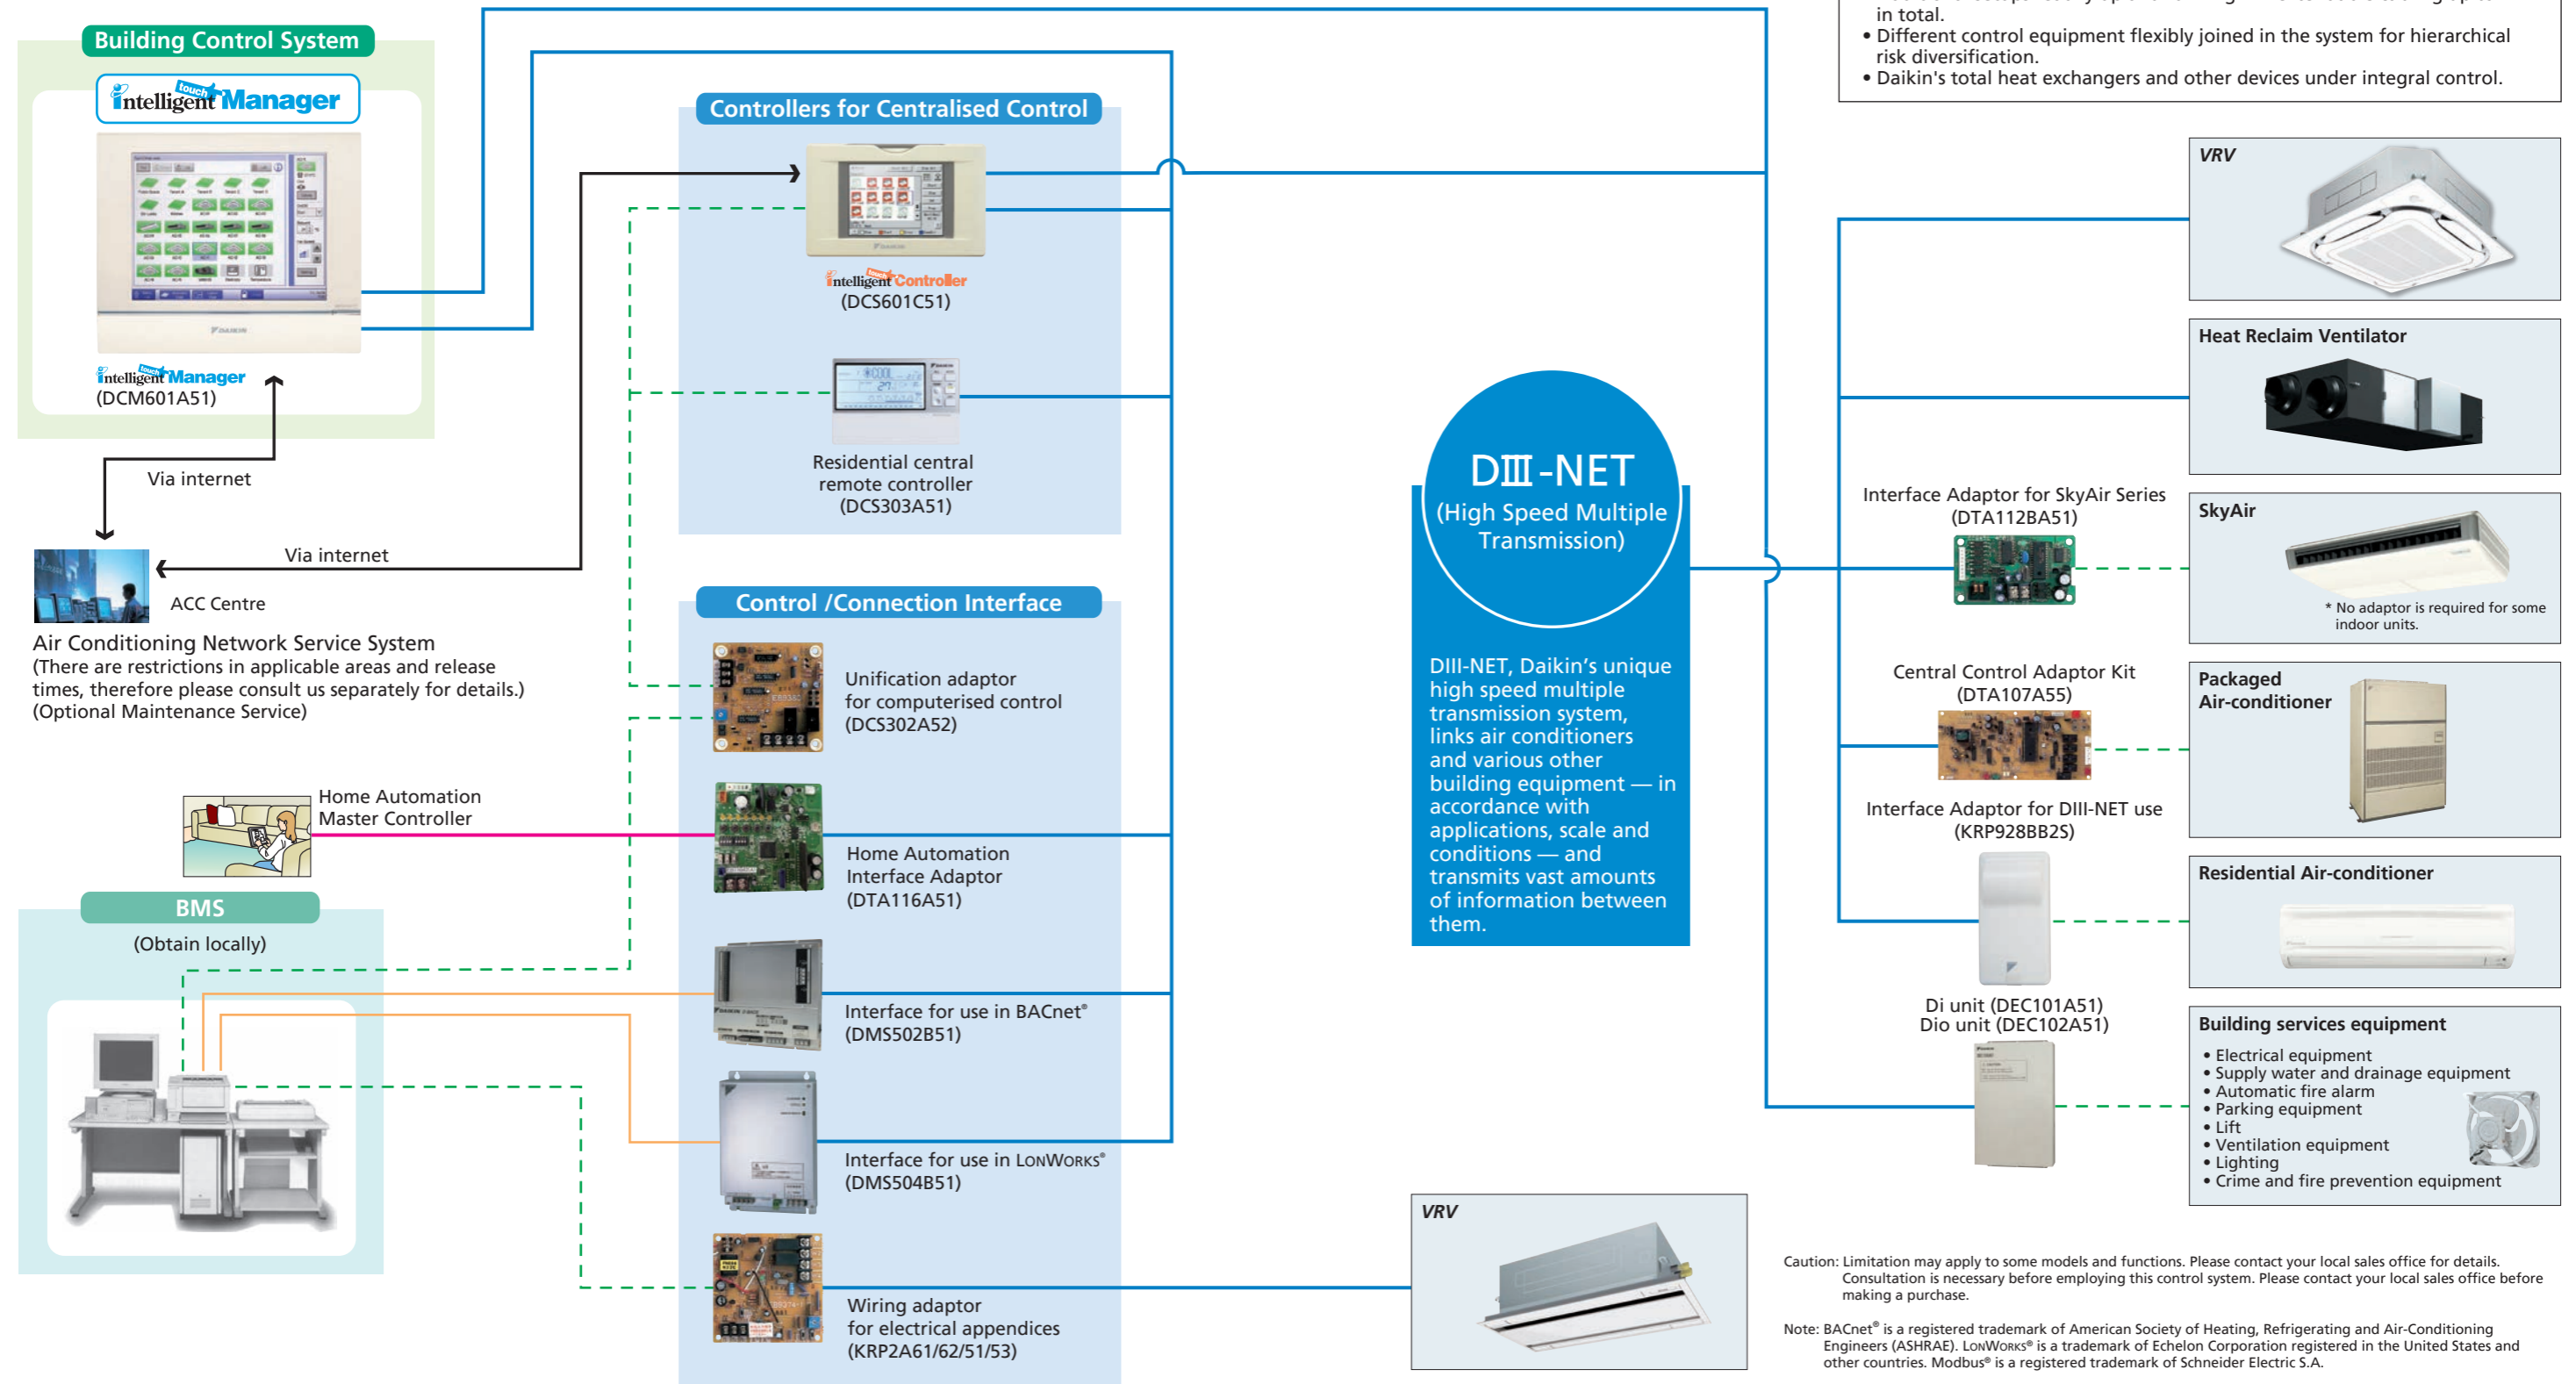 in total.
• Different control equipment flexibly joined in the system for hierarchical
risk diversification.
• Daikin's total heat exchangers and other devices under integral control.
Building Control System
intelligent touch Manager
DAIKIN
intelligent touch Manager
(DCM601A51)
Via internet
Via internet
ACC Centre
Air Conditioning Network Service System
(There are restrictions in applicable areas and release
times, therefore please consult us separately for details.)
(Optional Maintenance Service)
Home Automation
Master Controller
BMS
(Obtain locally)
Controllers for Centralised Control
DAIKIN
intelligent touch Controller
(DCS601C51)
COOL
27
Residential central
remote controller
(DCS303A51)
Control /Connection Interface
Unification adaptor
for computerised control
(DCS302A52)
Home Automation
Interface Adaptor
(DTA116A51)
Interface for use in BACnet®
(DMS502B51)
Interface for use in LONWORKS®
(DMS504B51)
Wiring adaptor
for electrical appendices
(KRP2A61/62/51/53)
DIII-NET
(High Speed Multiple
Transmission)
DIII-NET, Daikin’s unique
high speed multiple
transmission system,
links air conditioners
and various other
building equipment — in
accordance with
applications, scale and
conditions — and
transmits vast amounts
of information between
them.
VRV
VRV
Heat Reclaim Ventilator
Interface Adaptor for SkyAir Series
(DTA112BA51)
SkyAir
* No adaptor is required for some
indoor units.
Central Control Adaptor Kit
(DTA107A55)
Packaged
Air-conditioner
Interface Adaptor for DIII-NET use
(KRP928BB2S)
Residential Air-conditioner
Di unit (DEC101A51)
Dio unit (DEC102A51)
Building services equipment
• Electrical equipment
• Supply water and drainage equipment
• Automatic fire alarm
• Parking equipment
• Lift
• Ventilation equipment
• Lighting
• Crime and fire prevention equipment
Caution: Limitation may apply to some models and functions. Please contact your local sales office for details.
Consultation is necessary before employing this control system. Please contact your local sales office before
making a purchase.
Note: BACnet® is a registered trademark of American Society of Heating, Refrigerating and Air-Conditioning
Engineers (ASHRAE). LONWORKS® is a trademark of Echelon Corporation registered in the United States and
other countries. Modbus® is a registered trademark of Schneider Electric S.A.